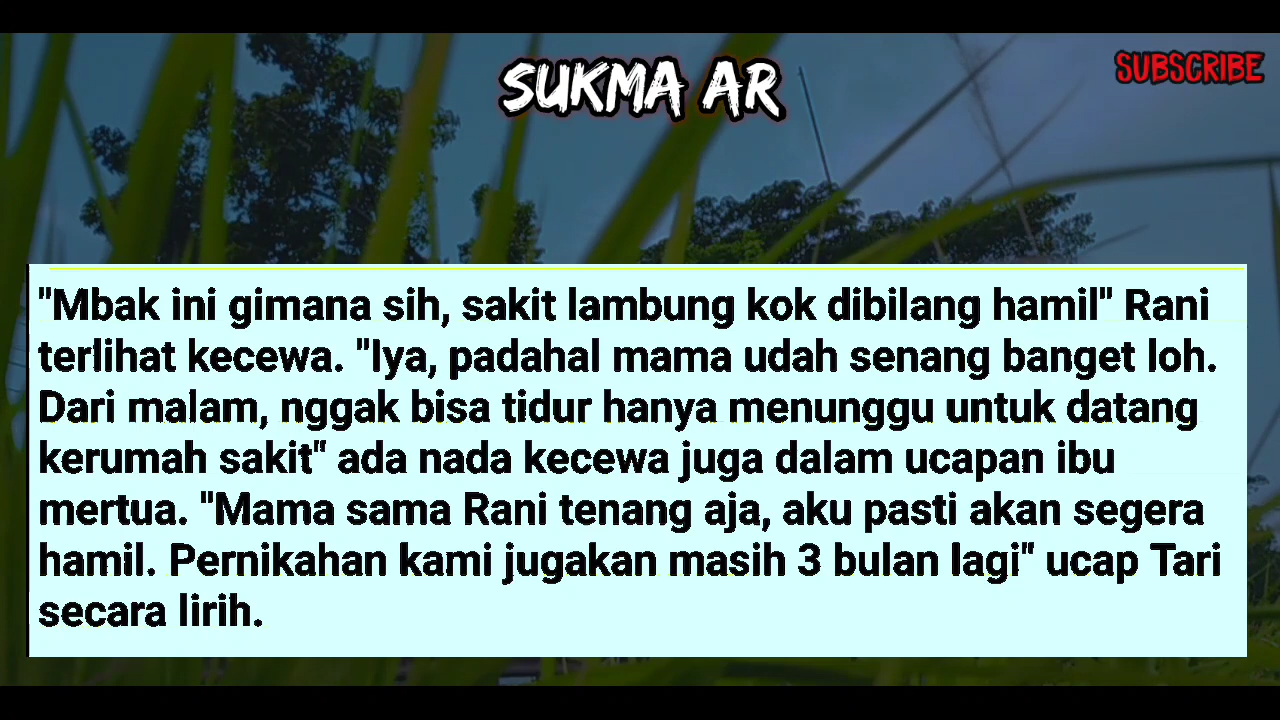 SUKMA AR
SUBSCRIBE
"Mbak ini gimana sih, sakit lambung kok dibilang hamil" Rani
terlihat kecewa. "Iya, padahal mama udah senang banget loh.
Dari malam, nggak bisa tidur hanya menunggu untuk datang
kerumah sakit" ada nada kecewa juga dalam ucapan ibu
mertua. "Mama sama Rani tenang aja, aku pasti akan segera
hamil. Pernikahan kami jugakan masih 3 bulan lagi" ucap Tari
secara lirih.